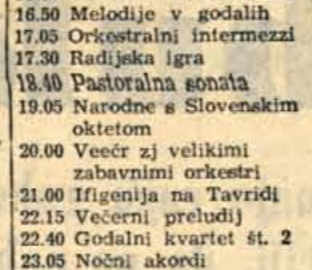 16.50 Melodije v godalih
17.05 Orkestralni intermezzi
17.30 Radijska igra
18.40 Pastoralna sonata
19.05 Narodne s Slovenskim
oktetom
20.00 Veečr zj velikimi
zabavnimi orkestri
21.00 Ifigenija na Tavridi
22.15 Večerni preludij
22.40 Godalni kvartet št. 2
23.05 Nočni akordi